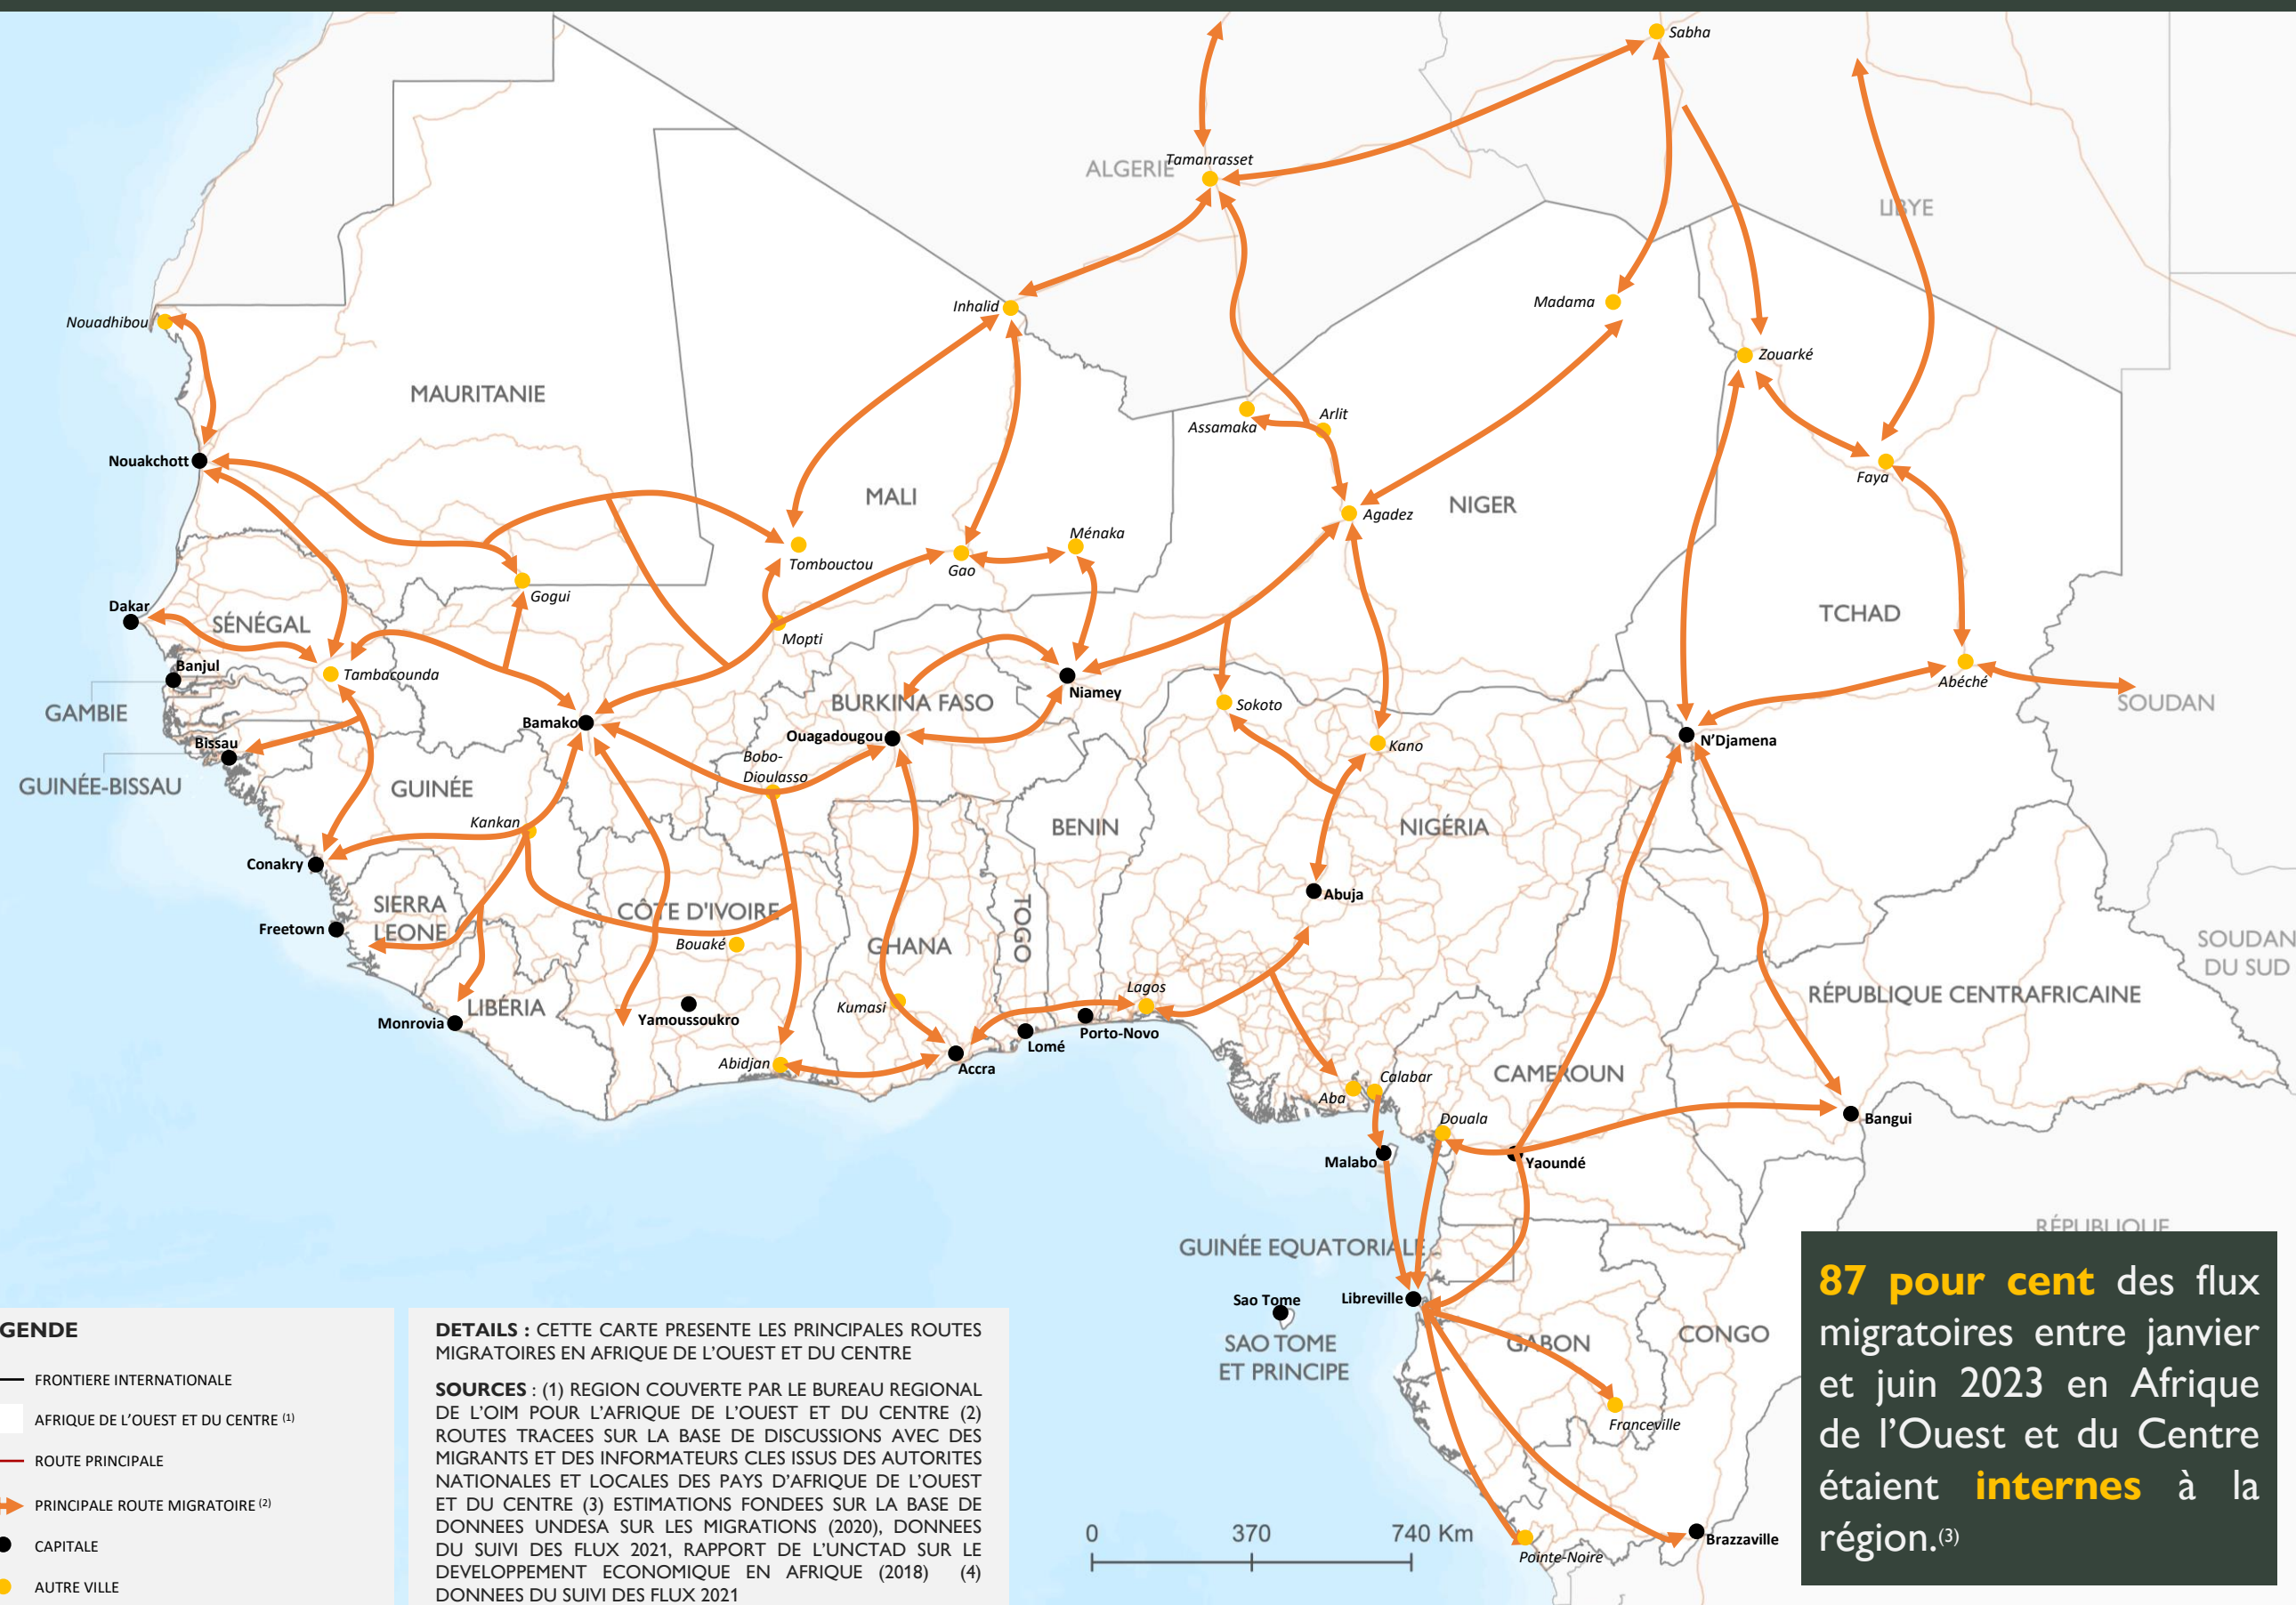 Sabha
ALGERIE
Tamanrasset
LIBYE
Nouadhibou
Inhalid
Madama
Zouarké
MAURITANIE
Assamaka
Arlit
Nouakchott
Faya
MALI
NIGER
Agadez
Ménaka
Tombouctou
Gao
Gogui
Dakar
SÉNÉGAL
TCHAD
Mopti
Banjul
Tambacounda
Abéché
Niamey
BURKINA FASO
SOUDAN
GAMBIE
Sokoto
Bamako
Ouagadougou
N'Djamena
Bissau
Kano
Bobo-
Dioulasso
GUINÉE-BISSAU
GUINÉE
Kankan
BENIN
NIGÉRIA
Conakry
Abuja
SIERRA
LEONE
CÔTE D'IVOIRE
TOGO
Freetown
Bouaké
GHANA
SOUDAN
DU SUD
Lagos
RÉPUBLIQUE CENTRAFRICAINE
LIBÉRIA
Kumasi
Monrovia
Yamoussoukro
Porto-Novo
Lomé
Abidjan
Accra
CAMEROUN
Calabar
Aba
Douala
Bangui
Malabo
Yaoundé
RÉPUBLIQUE
GUINÉE EQUATORIALE
Sao Tome
Libreville
SAO TOME
ET PRINCIPE
GABON
CONGO
Franceville
Brazzaville
Pointe-Noire
GENDE
FRONTIERE INTERNATIONALE
AFRIQUE DE L'OUEST ET DU CENTRE (1)
ROUTE PRINCIPALE
PRINCIPALE ROUTE MIGRATOIRE (2)
CAPITALE
AUTRE VILLE
DETAILS : CETTE CARTE PRESENTE LES PRINCIPALES ROUTES
MIGRATOIRES EN AFRIQUE DE L'OUEST ET DU CENTRE
SOURCES : (1) REGION COUVERTE PAR LE BUREAU REGIONAL
DE L'OIM POUR L'AFRIQUE DE L'OUEST ET DU CENTRE (2)
ROUTES TRACEES SUR LA BASE DE DISCUSSIONS AVEC DES
MIGRANTS ET DES INFORMATEURS CLES ISSUS DES AUTORITES
NATIONALES ET LOCALES DES PAYS D'AFRIQUE DE L'OUEST
ET DU CENTRE (3) ESTIMATIONS FONDEES SUR LA BASE DE
DONNEES UNDESA SUR LES MIGRATIONS (2020), DONNEES
DU SUIVI DES FLUX 2021, RAPPORT DE L'UNCTAD SUR LE
DEVELOPPEMENT ECONOMIQUE EN AFRIQUE (2018) (4)
DONNEES DU SUIVI DES FLUX 2021
0 370 740 Km
87 pour cent des flux
migratoires entre janvier
et juin 2023 en Afrique
de l'Ouest et du Centre
étaient internes à la
région.(3)